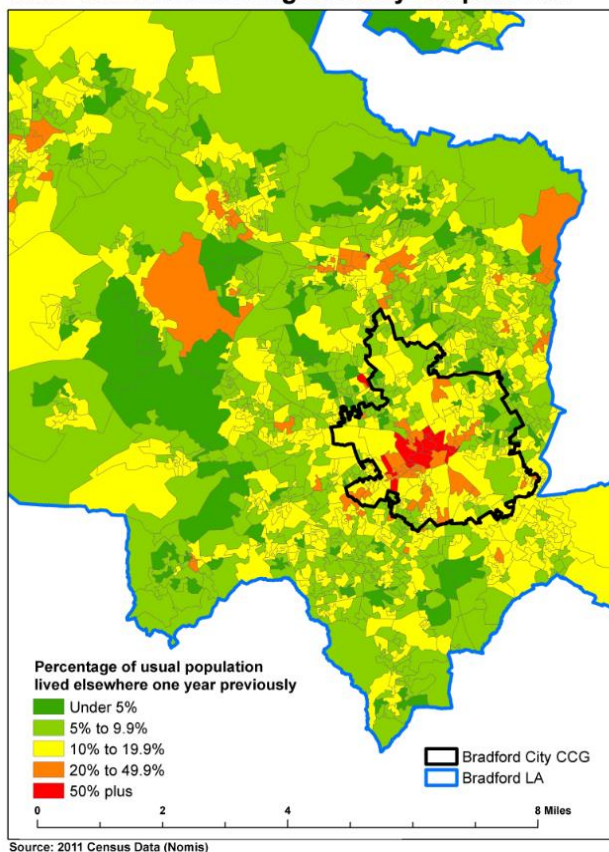 Percentage of usual population
lived elsewhere one year previously
Under 5%
5% to 9.9%
10% to 19.9%
20% to 49.9%
50% plus
Bradford City CCG
Bradford LA
0 2 4 8 Miles
Source: 2011 Census Data (Nomis)